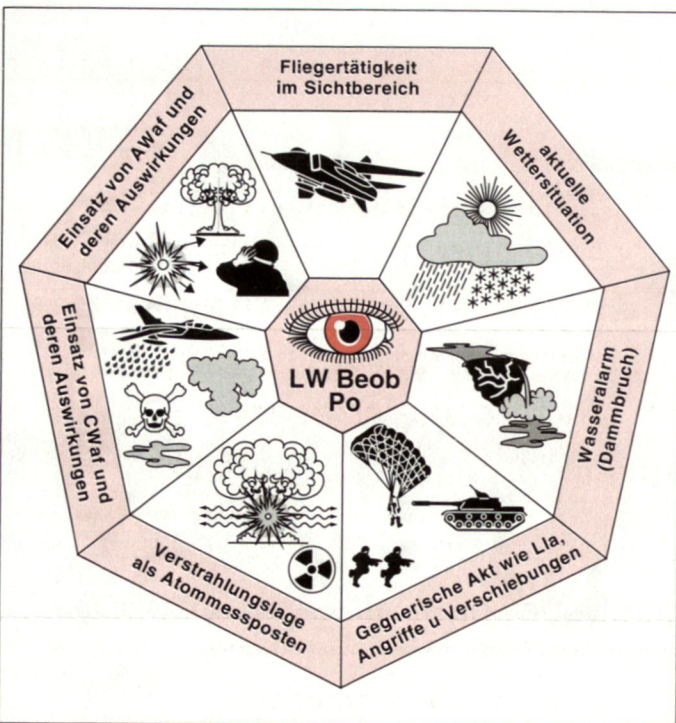 Fliegertätigkeit
im Sichtbereich
aktuelle
Wettersituation
Wasseralarm
(Dammbruch)
Gegnerische Akt wie Lla,
Angriffe u Verschiebungen
Verstrahlungslage
als Atommessposten
Einsatz von CWaf und
deren Auswirkungen
Einsatz von AWaf und
deren Auswirkungen
LW Beob
Po